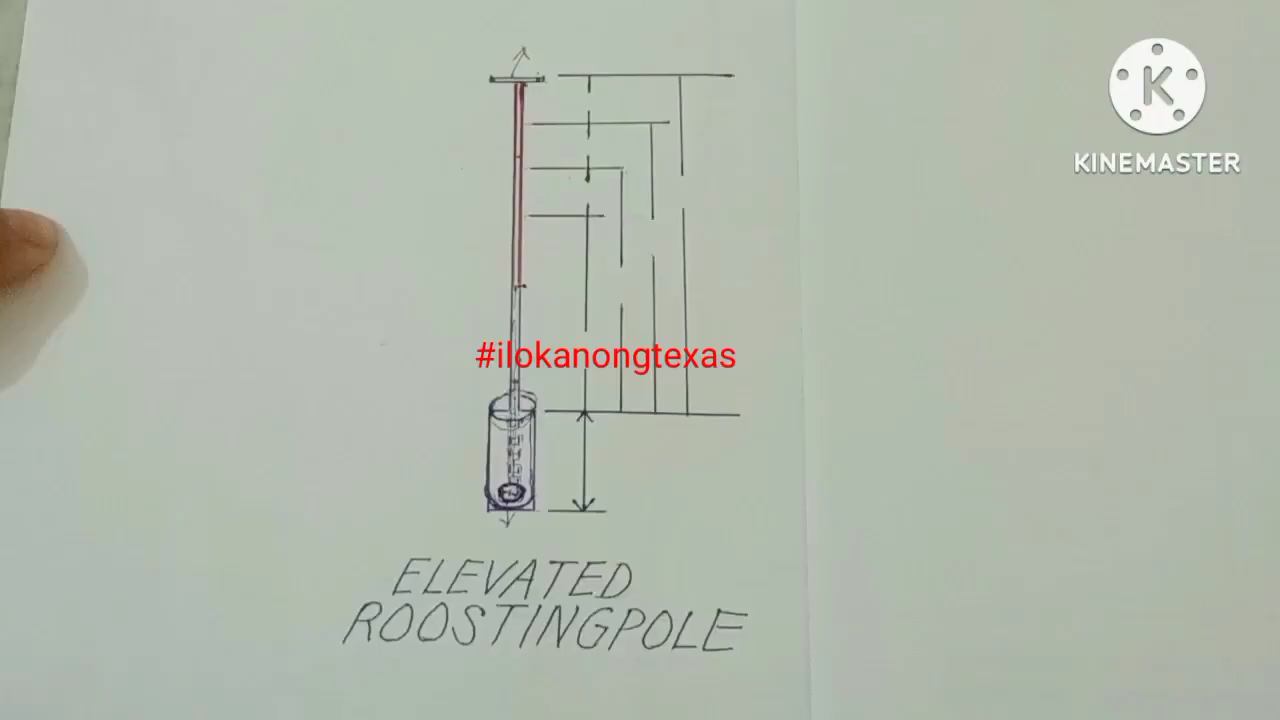 K
KINEMASTER
#ilokanongtexas
ELEVATED
ROOSTINGPOLE